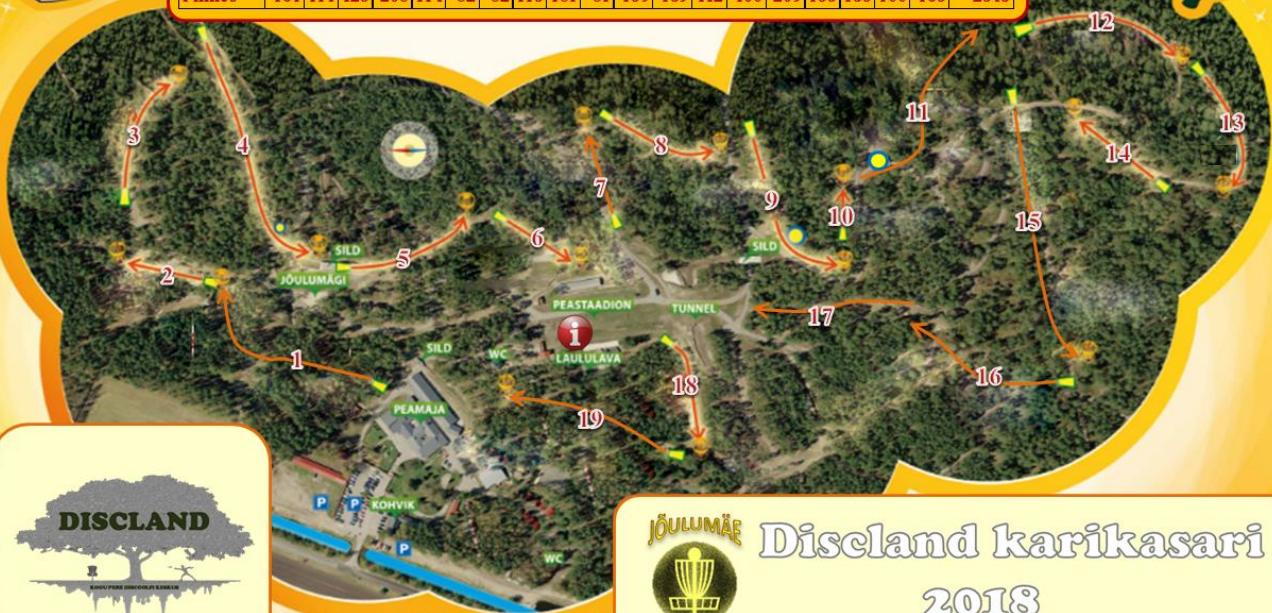 12
3
4
11
8
13
14
7
9
10
15
6
SILD
5
SILD
2
JÕULUMÄGI
PEASTAADION
TUNNEL
17
i
1
SILD
WC
LAULULAVA
16
18
PEAMAJA
19
P
P
KOHVIK
P
WC
DISCLAND
JÕULUMÄE
Discland karikasari
2018